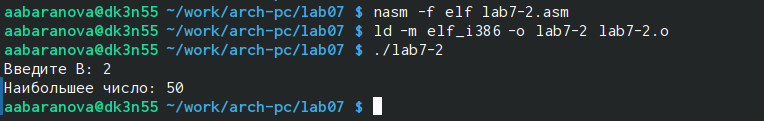 aabaranova@dk3n55 ~/work/arch-pc/lab07 $ nasm -f elf lab7-2.asm
aabaranova@dk3n55 ~/work/arch-pc/lab07 $ ld -m elf_i386 -o lab7-2 lab7-2.o
aabaranova@dk3n55 ~/work/arch-pc/lab07 $ ./lab7-2
Введите B: 2
Наибольшее число: 50
aabaranova@dk3n55 ~/work/arch-pc/lab07 $